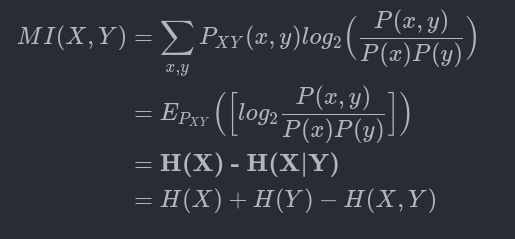 MI(X, Y) = ∑_{x,y} P_{XY}(x, y)log_2(P(x, y) / P(x)P(y))
= E_{P_{XY}}([log_2 P(x, y) / P(x)P(y)])
= H(X) - H(X|Y)
= H(X) + H(Y) − H(X, Y)